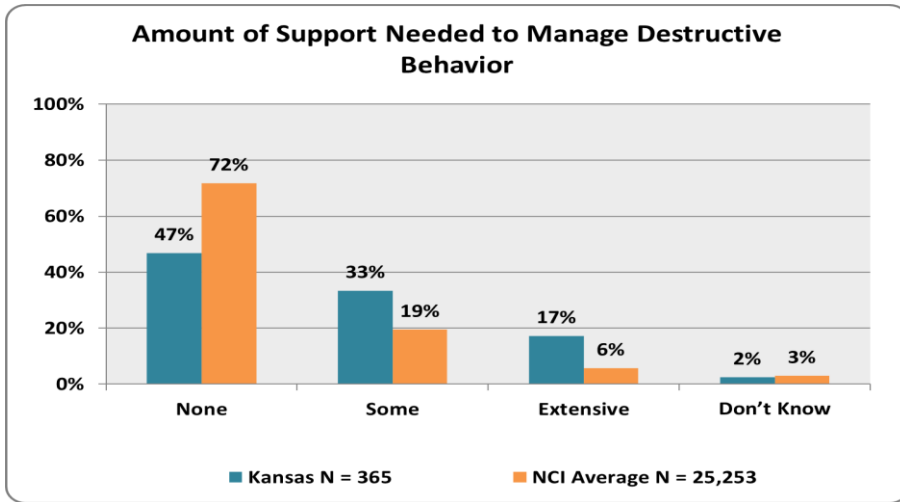 Amount of Support Needed to Manage Destructive
Behavior
100%
80%
60%
40%
20%
0%
47%
72%
33%
19%
17%
6%
2%
3%
None
Some
Extensive
Don’t Know
Kansas N = 365
NCI Average N = 25,253